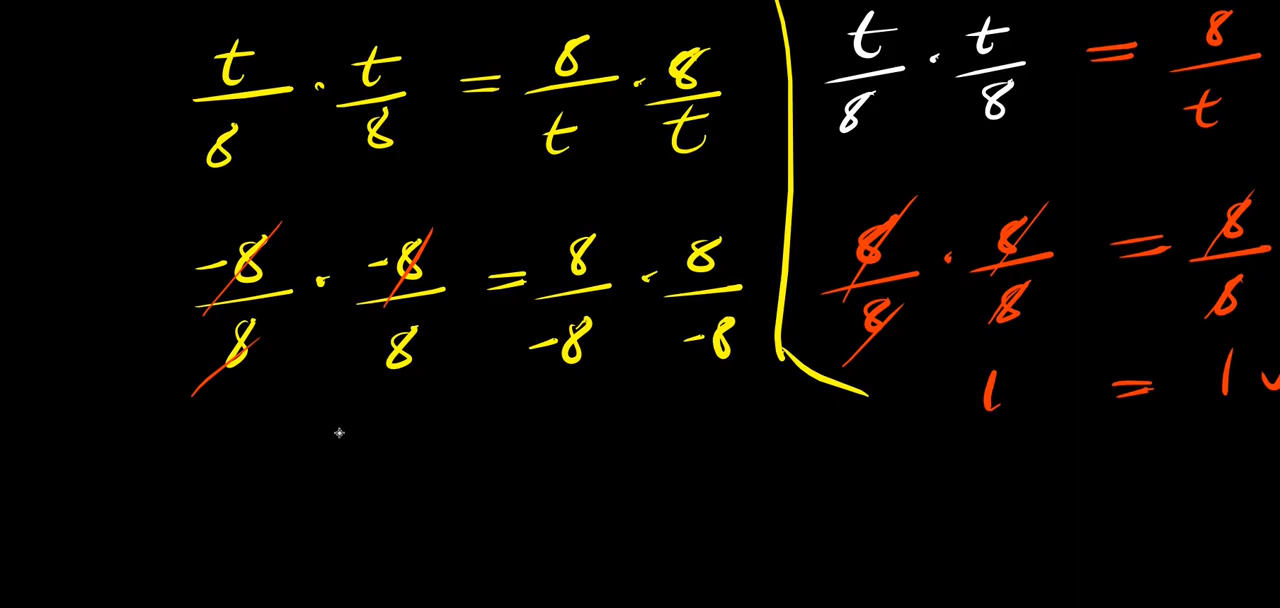 t/8 · t/8 = 8/t · 8/t
-8/8 · -8/8 = 8/-8 · 8/-8
t/8 · t/8 = 8/t
8/8 · 8/8 = 8/8
1 = 1